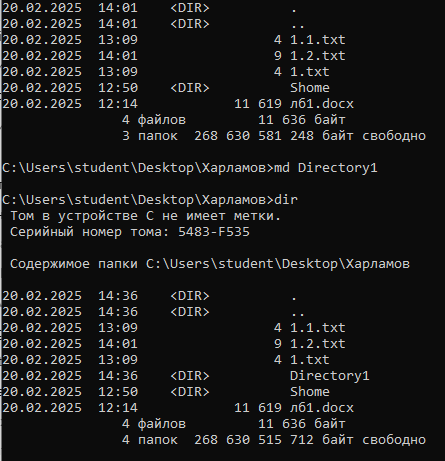 20.02.2025  14:01    <DIR>          .
20.02.2025  14:01    <DIR>          ..
20.02.2025  13:09                 4 1.1.txt
20.02.2025  14:01                 9 1.2.txt
20.02.2025  13:09                 4 1.txt
20.02.2025  12:50    <DIR>          Shome
20.02.2025  12:14            11 619 лб1.docx
               4 файлов         11 636 байт
               3 папок  268 630 581 248 байт свободно
C:\Users\student\Desktop\Харламов>md Directory1
C:\Users\student\Desktop\Харламов>dir
 Том в устройстве C не имеет метки.
 Серийный номер тома: 5483-F535
 Содержимое папки C:\Users\student\Desktop\Харламов
20.02.2025  14:36    <DIR>          .
20.02.2025  14:36    <DIR>          ..
20.02.2025  13:09                 4 1.1.txt
20.02.2025  14:01                 9 1.2.txt
20.02.2025  13:09                 4 1.txt
20.02.2025  14:36    <DIR>          Directory1
20.02.2025  12:50    <DIR>          Shome
20.02.2025  12:14            11 619 лб1.docx
               4 файлов         11 636 байт
               4 папок  268 630 515 712 байт свободно